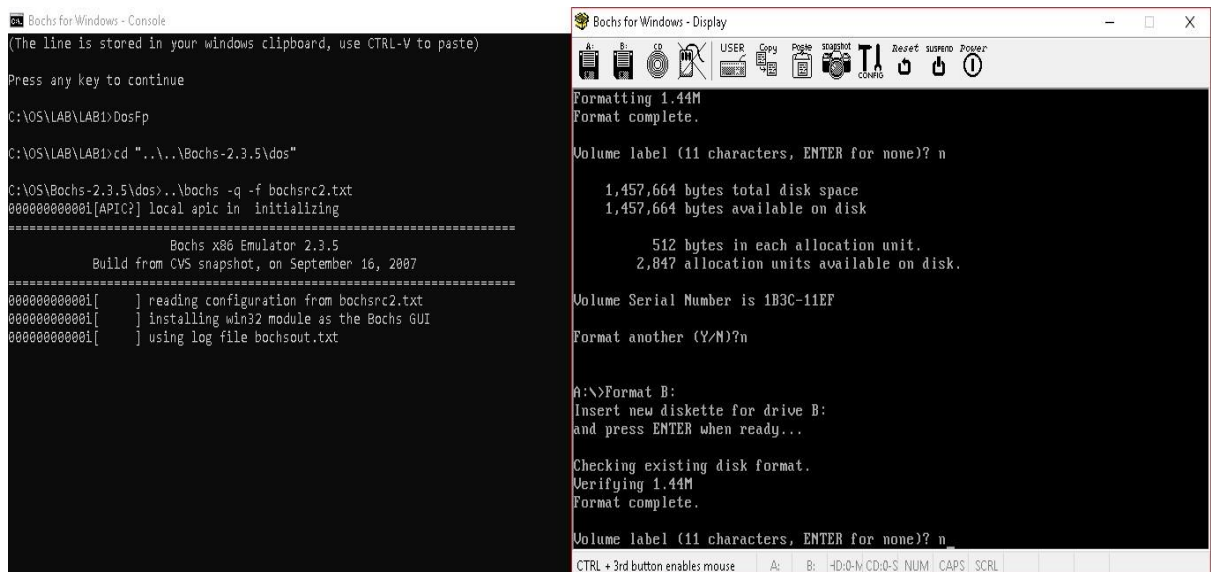 Bochs for Windows - Console
(The line is stored in your windows clipboard, use CTRL-V to paste)
Press any key to continue
C:\OS\LAB\LAB1>DosFp
C:\OS\LAB\LAB1>cd "..\..\Bochs-2.3.5\dos"
C:\OS\Bochs-2.3.5\dos>..\bochs -q -f bochsrc2.txt
00000000000i[APIC?] local apic in  initializing
========================================================================
Bochs x86 Emulator 2.3.5
Build from CVS snapshot, on September 16, 2007
========================================================================
00000000000i[     ] reading configuration from bochsrc2.txt
00000000000i[     ] installing win32 module as the Bochs GUI
00000000000i[     ] using log file bochsout.txt
Bochs for Windows - Display
A: B: CD USER Copy Paste snapshot CONFIG Reset SUSPEND Power
Formatting 1.44M
Format complete.
Volume label (11 characters, ENTER for none)? n
1,457,664 bytes total disk space
1,457,664 bytes available on disk
512 bytes in each allocation unit.
2,847 allocation units available on disk.
Volume Serial Number is 1B3C-11EF
Format another (Y/N)?n
A:\>Format B:
Insert new diskette for drive B:
and press ENTER when ready...
Checking existing disk format.
Verifying 1.44M
Format complete.
Volume label (11 characters, ENTER for none)? n_
CTRL + 3rd button enables mouse A: B: HD:0-M CD:0-S NUM CAPS SCRL